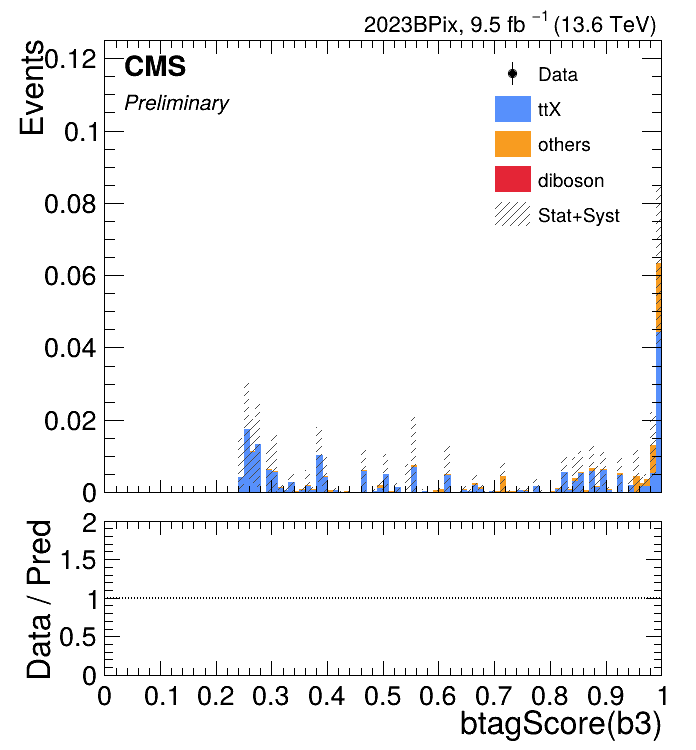 2023BPix, 9.5 fb ⁻¹ (13.6 TeV)
Events
0.12
0.1
0.08
0.06
0.04
0.02
0
CMS
Preliminary
Data
ttX
others
diboson
Stat+Syst
Data / Pred
2
1.5
1
0.5
0
0 0.1 0.2 0.3 0.4 0.5 0.6 0.7 0.8 0.9 1
btagScore(b3)